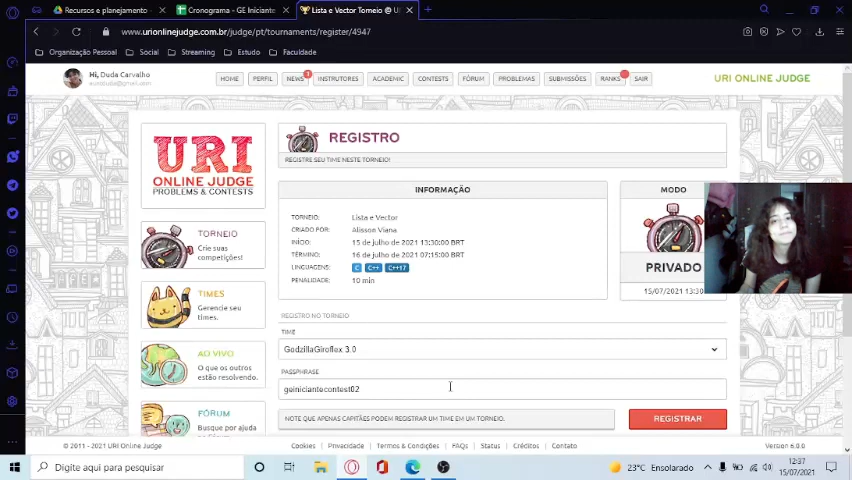 Recursos e planejamento -
Cronograma - GE Iniciante
Lista e Vector Torneio @ U
www.urionlinejudge.com.br/judge/pt/tournaments/register/4947
Organização Pessoal
Social
Streaming
Estudo
Faculdade
Hi, Duda Carvalho
HOME
PERFIL
NEWS
INSTRUTORES
ACADEMIC
CONTESTS
FÓRUM
PROBLEMAS
SUBMISSÕES
RANKS
SAIR
URI ONLINE JUDGE
URI
ONLINE JUDGE
PROBLEMS & CONTESTS
TORNEIO
Crie suas
competições!
TIMES
Gerencie seu
times.
AO VIVO
O que os outros
estão resolvendo.
FÓRUM
Busque por ajuda
REGISTRO
REGISTRE SEU TIME NESTE TORNEIO!
INFORMAÇÃO
TORNEIO: Lista e Vector
CRIADO POR: Alisson Viana
INÍCIO: 15 de julho de 2021 13:30:00 BRT
TÉRMINO: 16 de julho de 2021 07:15:00 BRT
LINGUAGENS: C C++ C++17
PENALIDADE: 10 min
MODO
PRIVADO
15/07/2021 13:30
REGISTRO NO TORNEIO
TIME
GodzillaGiroflex 3.0
PASSPHRASE
geiniciantecontest02
NOTE QUE APENAS CAPITÃES PODEM REGISTRAR UM TIME EM UM TORNEIO.
REGISTRAR
© 2011 - 2021 URI Online Judge
Cookies
Privacidade
Termos & Condições
FAQs
Status
Créditos
Contato
Version 6.0.0
Digite aqui para pesquisar
23°C Ensolarado
12:37
15/07/2021